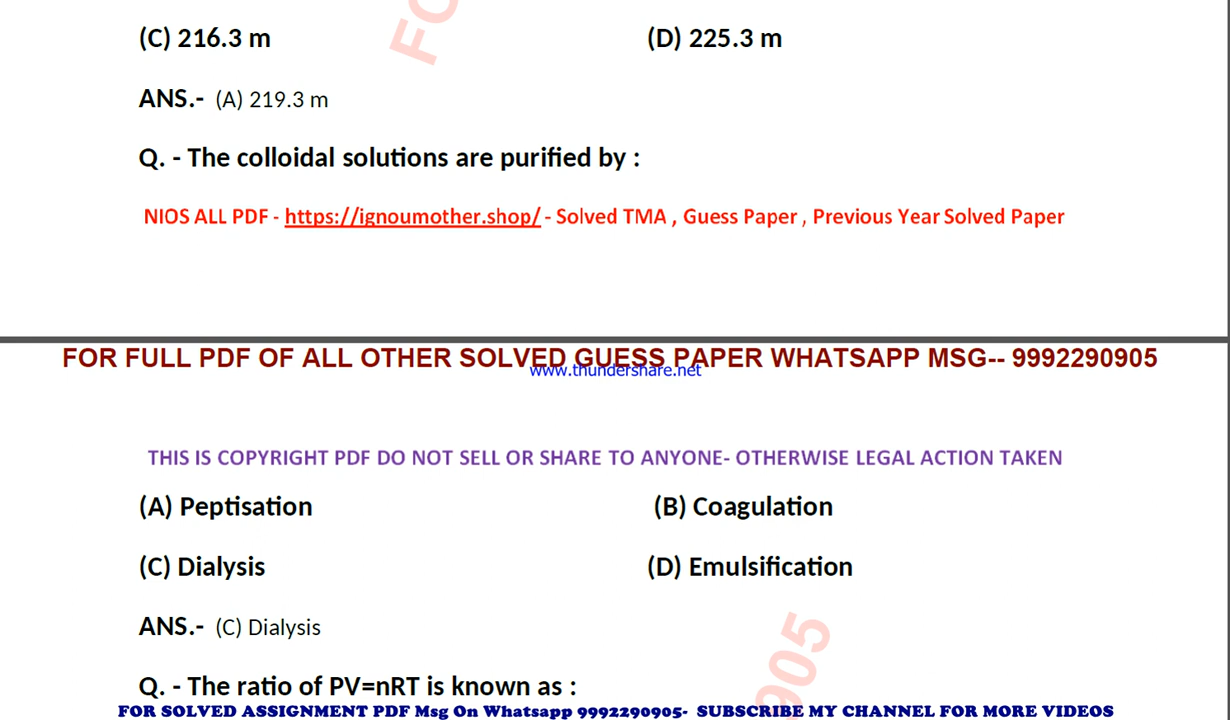 (C) 216.3 m (D) 225.3 m
ANS.- (A) 219.3 m
Q. - The colloidal solutions are purified by :
NIOS ALL PDF - https://ignoumother.shop/ - Solved TMA , Guess Paper , Previous Year Solved Paper
FOR FULL PDF OF ALL OTHER SOLVED GUESS PAPER WHATSAPP MSG-- 9992290905
www.thundershare.net
THIS IS COPYRIGHT PDF DO NOT SELL OR SHARE TO ANYONE- OTHERWISE LEGAL ACTION TAKEN
(A) Peptisation (B) Coagulation
(C) Dialysis (D) Emulsification
ANS.- (C) Dialysis
Q. - The ratio of PV=nRT is known as :
FOR SOLVED ASSIGNMENT PDF Msg On Whatsapp 9992290905- SUBSCRIBE MY CHANNEL FOR MORE VIDEOS